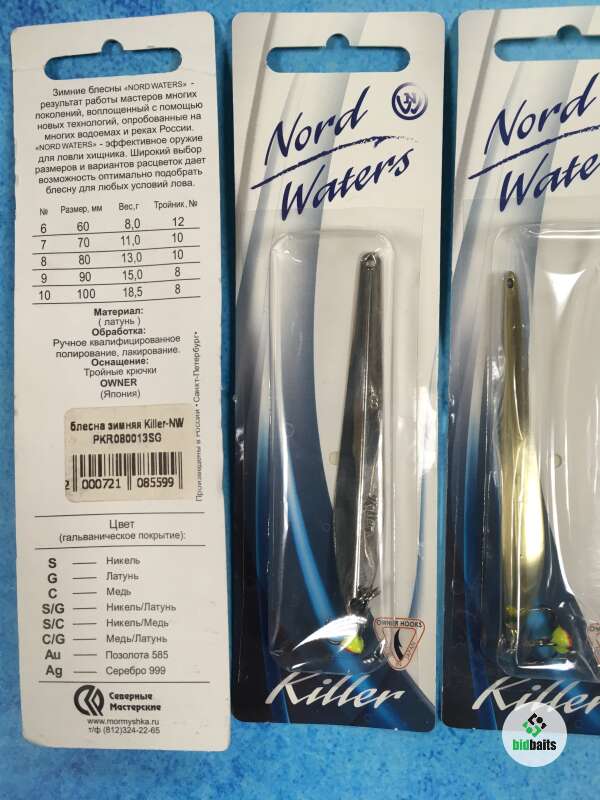 Зимние блесны «NORD WATERS» -
результат работы мастеров многих
поколений, воплощенный с помощью
новых технологий, опробованные на
многих водоемах и реках России.
«NORD WATERS» - эффективное оружие
для ловли хищника. Широкий выбор
размеров и вариантов расцветок дает
возможность оптимально подобрать
блесну для любых условий лова.
№ Размер, мм Вес,г Тройник, №
6 60 8,0 12
7 70 11,0 10
8 80 13,0 10
9 90 15,0 8
10 100 18,5 8
Материал:
( латунь )
Обработка:
Ручное квалифицированное
полирование, лакирование.
Оснащение:
Тройные крючки
OWNER
(Япония)
Произведены в России • Санкт-Петербург•
блесна зимняя Killer-NW
PKR080013SG
2 000721 085599
Цвет
(гальваническое покрытие):
S — Никель
G — Латунь
C — Медь
S/G — Никель/Латунь
S/C — Никель/Медь
C/G — Медь/Латунь
Au — Позолота 585
Ag — Серебро 999
Северные
Мастерские
www.mormyshka.ru
т/ф (812)324-22-65
Nord
Waters
OWNER HOOKS
Killer
Nord
Wate
OWNE
Killer
bidbaits